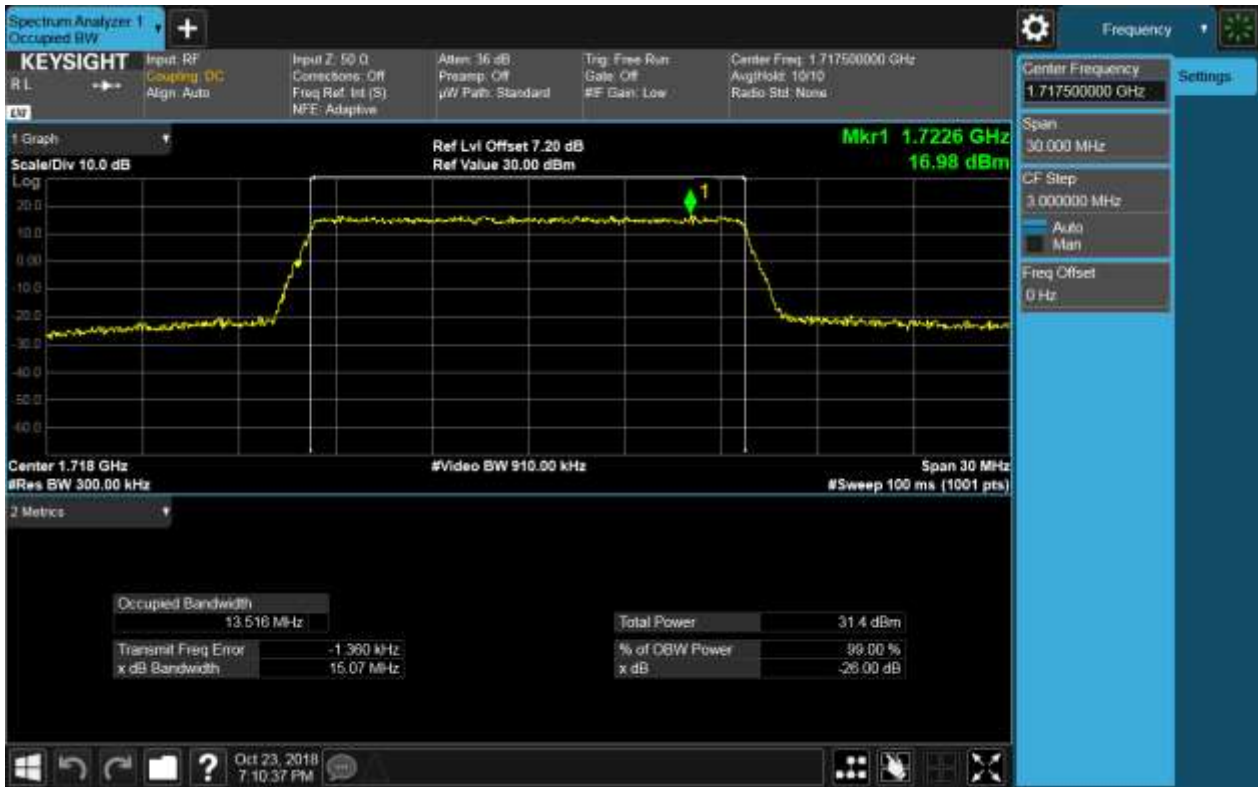 Spectrum Analyzer 1
Occupied BW
Frequency
KEYSIGHT
R L
Input: RF
Coupling: DC
Align: Auto
Input Z: 50 Ω
Corrections: Off
Freq Ref: Int (S)
NFE: Adaptive
Atten: 36 dB
Preamp: Off
µW Path: Standard
Trig: Free Run
Gate: Off
#IF Gain: Low
Center Freq: 1.717500000 GHz
Avg|Hold: 10/10
Radio Std: None
Center Frequency
1.717500000 GHz
Settings
Span
30.000 MHz
CF Step
3.000000 MHz
Auto
Man
Freq Offset
0 Hz
1 Graph
Scale/Div 10.0 dB
Ref Lvl Offset 7.20 dB
Ref Value 30.00 dBm
Mkr1 1.7226 GHz
16.98 dBm
Log
20.0
10.0
0.00
-10.0
-20.0
-30.0
-40.0
-50.0
-60.0
1
Center 1.718 GHz
#Res BW 300.00 kHz
#Video BW 910.00 kHz
Span 30 MHz
#Sweep 100 ms (1001 pts)
2 Metrics
Occupied Bandwidth
13.516 MHz
Transmit Freq Error -1.360 kHz
x dB Bandwidth 15.07 MHz
Total Power 31.4 dBm
% of OBW Power 99.00 %
x dB -26.00 dB
Oct 23, 2018
7:10:37 PM